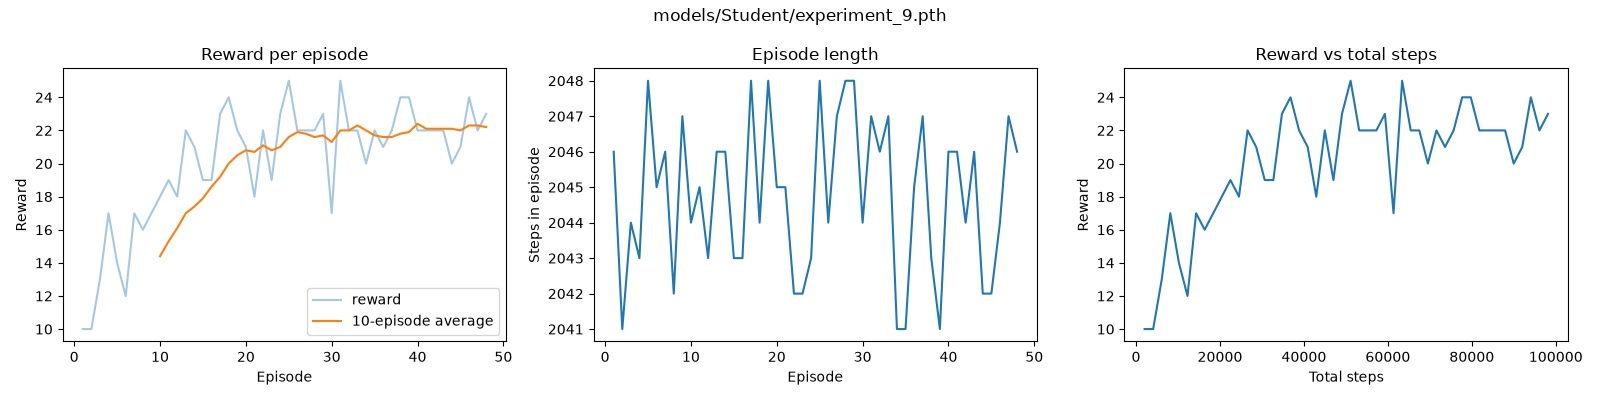 models/Student/experiment_9.pth
Reward per episode
Reward
24
22
20
18
16
14
12
10
reward
10-episode average
0 10 20 30 40 50
Episode
Episode length
Steps in episode
2048
2047
2046
2045
2044
2043
2042
2041
0 10 20 30 40 50
Episode
Reward vs total steps
Reward
24
22
20
18
16
14
12
10
0 20000 40000 60000 80000 100000
Total steps